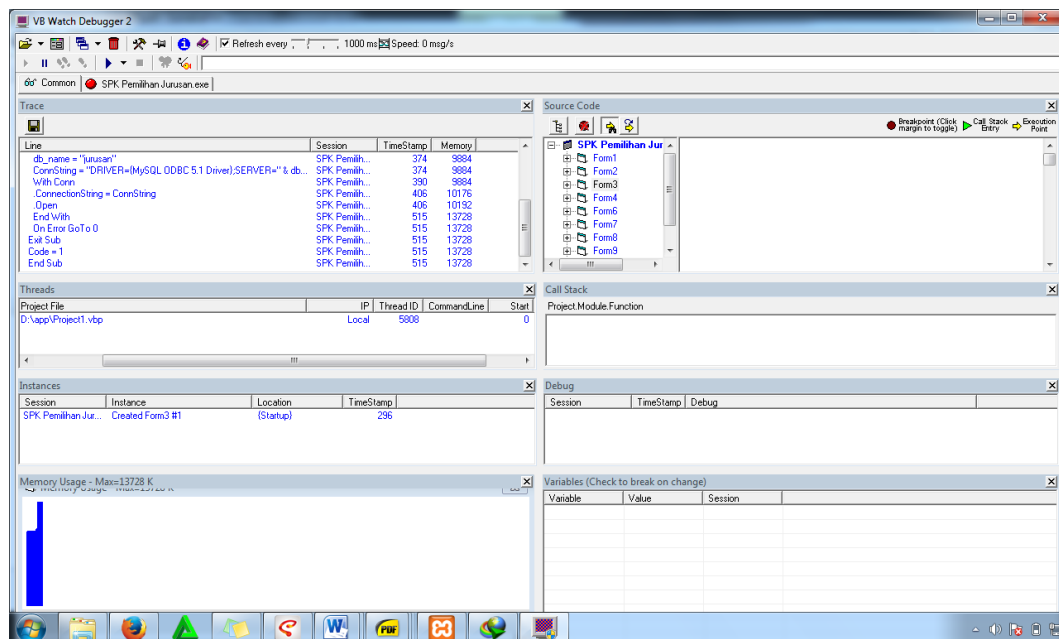 VB Watch Debugger 2
Refresh every 1000 ms Speed: 0 msg/s
Common SPK Pemilihan Jurusan.exe
Trace
Line Session TimeStamp Memory
db_name = "jurusan" SPK Pemilih... 374 9884
ConnString = "DRIVER={MySQL ODBC 5.1 Driver};SERVER=" & db... SPK Pemilih... 374 9884
With Conn SPK Pemilih... 390 9884
.ConnectionString = ConnString SPK Pemilih... 406 10176
.Open SPK Pemilih... 406 10192
End With SPK Pemilih... 515 13728
On Error GoTo 0 SPK Pemilih... 515 13728
Exit Sub SPK Pemilih... 515 13728
Code = 1 SPK Pemilih... 515 13728
End Sub SPK Pemilih... 515 13728
Source Code
Breakpoint (Click margin to toggle) Call Stack Entry Execution Point
SPK Pemilihan Jur
Form1
Form2
Form3
Form4
Form6
Form7
Form8
Form9
Threads
Project File IP Thread ID CommandLine Start
D:\app\Project1.vbp Local 5808 0
Call Stack
Project.Module.Function
Instances
Session Instance Location TimeStamp
SPK Pemilihan Jur... Created Form3 #1 {Startup} 296
Debug
Session TimeStamp Debug
Memory Usage - Max=13728 K
Variables (Check to break on change)
Variable Value Session
W
PDF